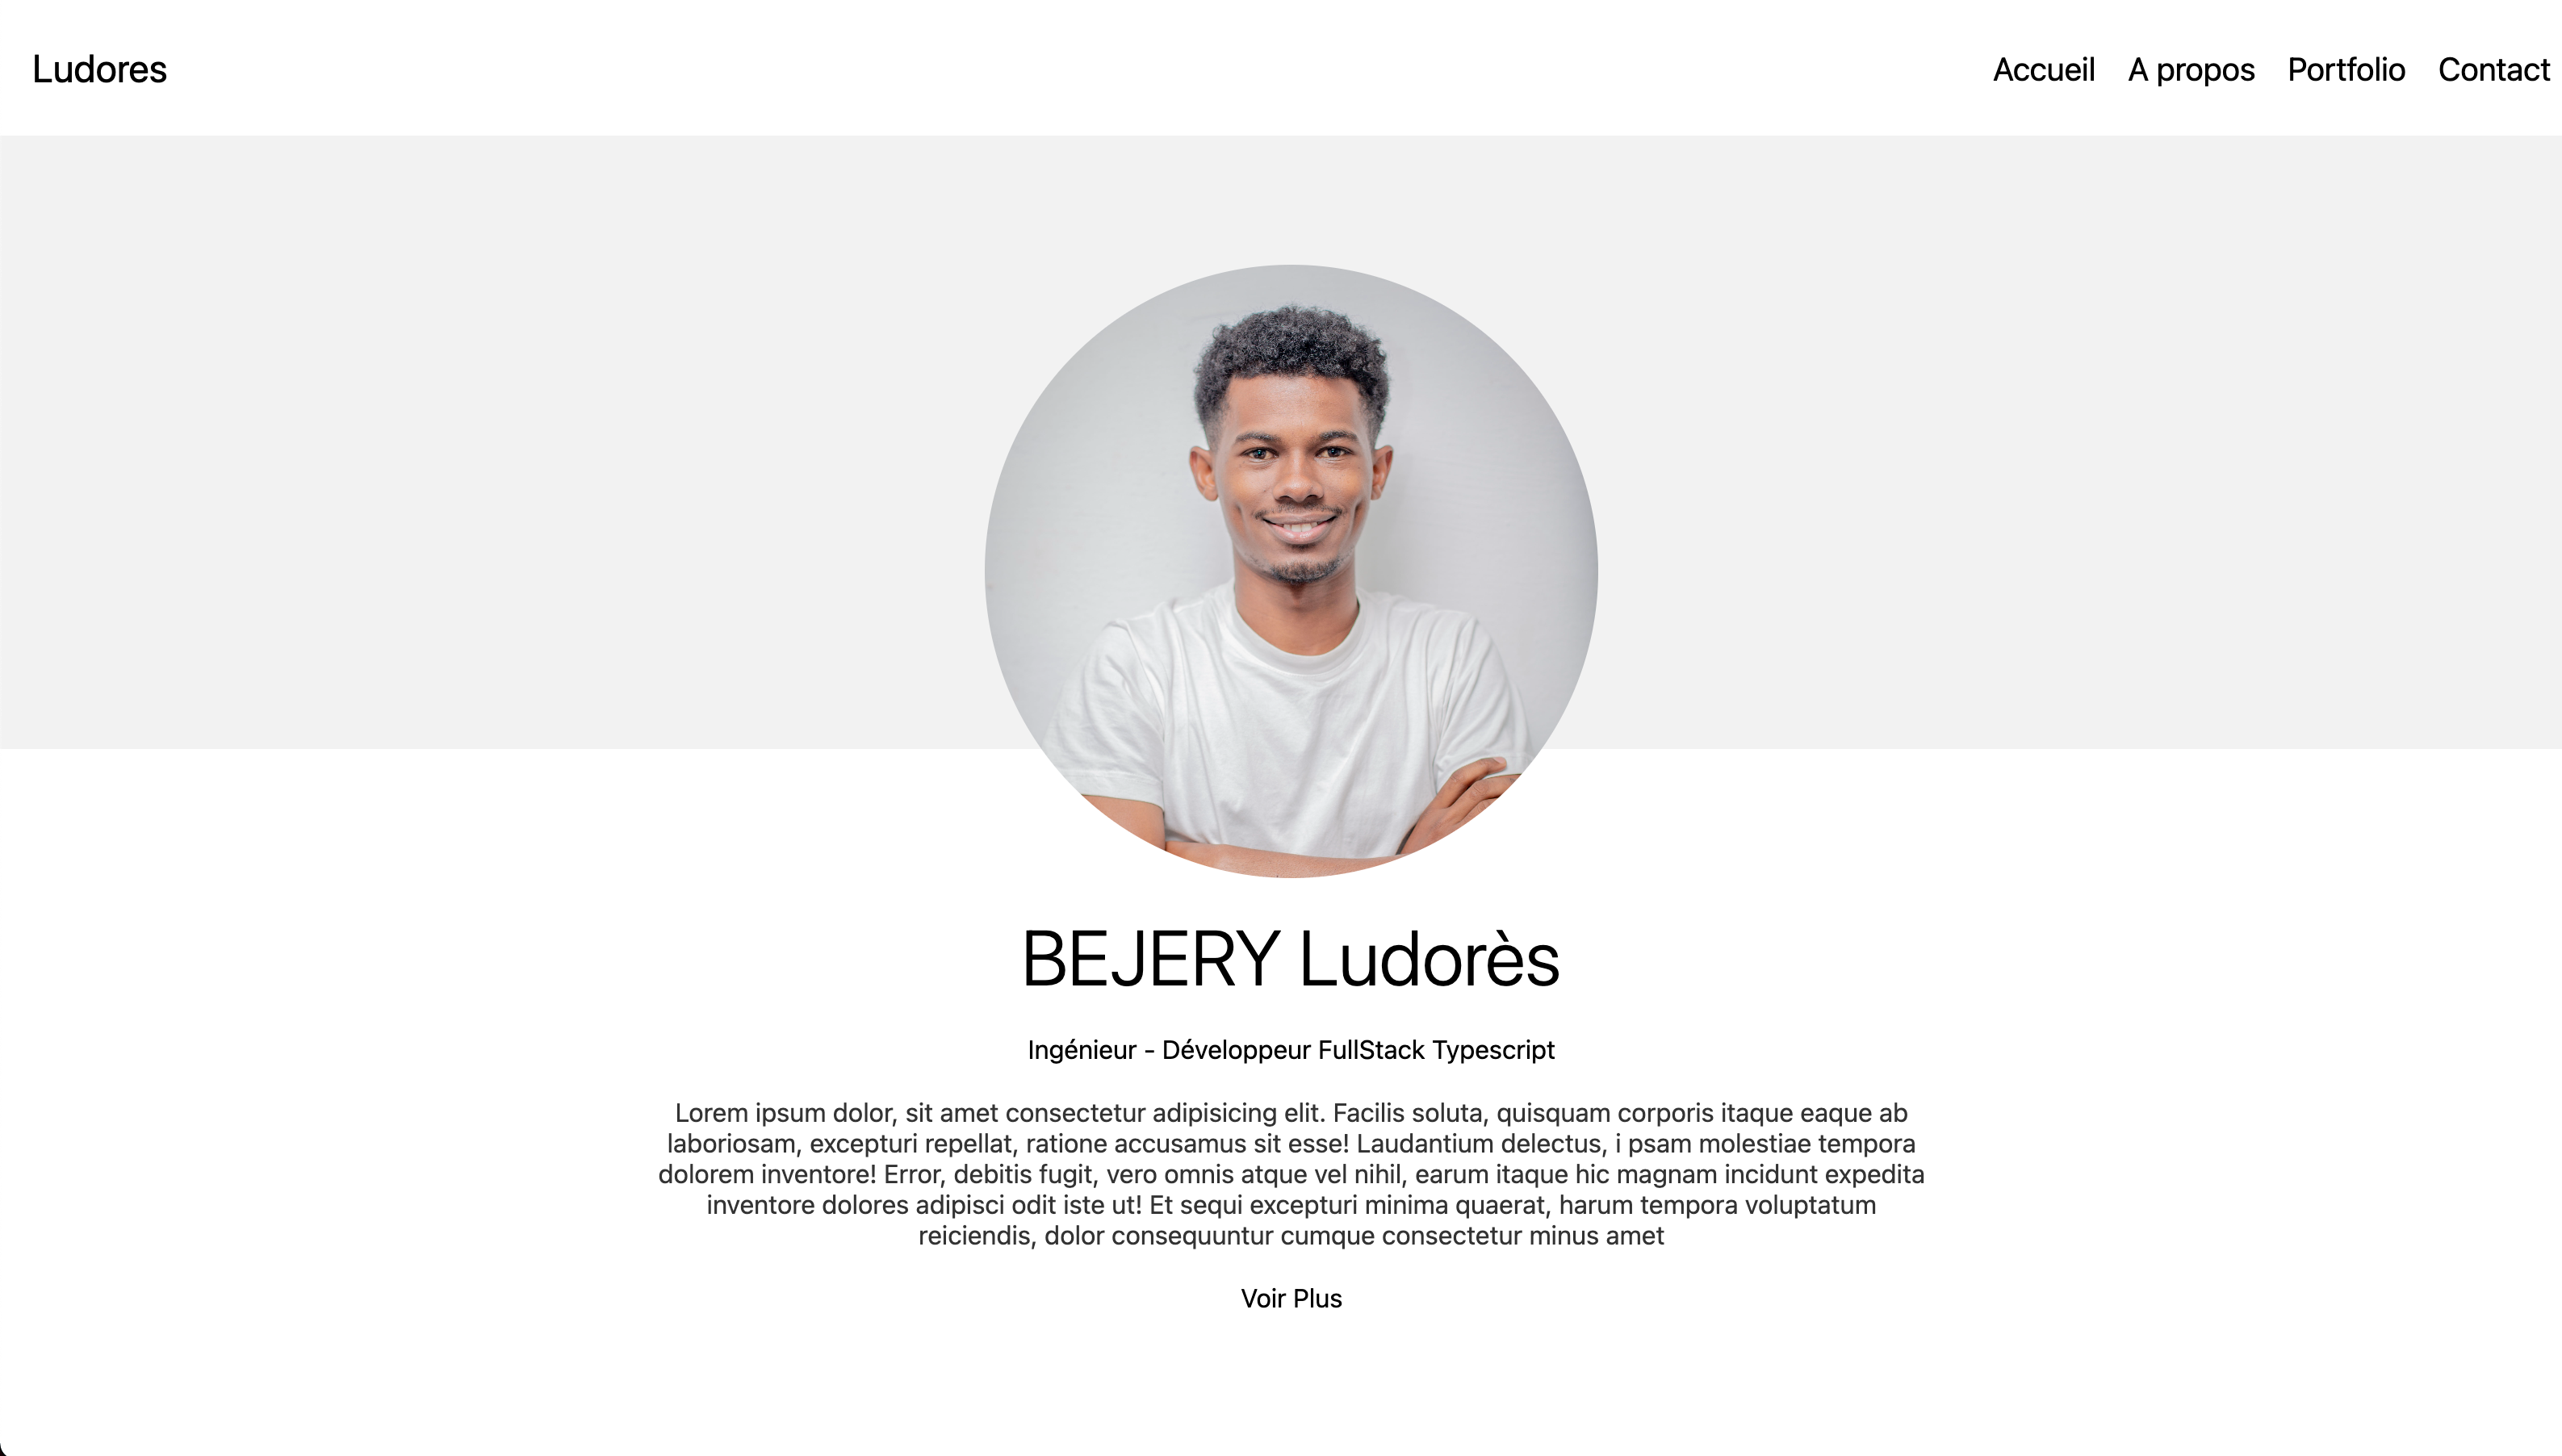 Ludores
Accueil A propos Portfolio Contact
BEJERY Ludorès
Ingénieur - Développeur FullStack Typescript
Lorem ipsum dolor, sit amet consectetur adipisicing elit. Facilis soluta, quisquam corporis itaque eaque ab
laboriosam, excepturi repellat, ratione accusamus sit esse! Laudantium delectus, i psam molestiae tempora
dolorem inventore! Error, debitis fugit, vero omnis atque vel nihil, earum itaque hic magnam incidunt expedita
inventore dolores adipisci odit iste ut! Et sequi excepturi minima quaerat, harum tempora voluptatum
reiciendis, dolor consequuntur cumque consectetur minus amet
Voir Plus